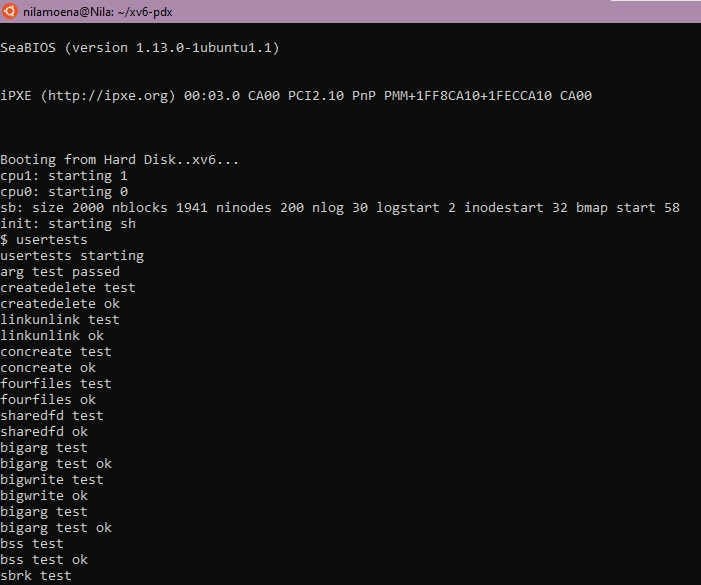 nilamoena@Nila: ~/xv6-pdx
SeaBIOS (version 1.13.0-1ubuntu1.1)
iPXE (http://ipxe.org) 00:03.0 CA00 PCI2.10 PnP PMM+1FF8CA10+1FECCA10 CA00
Booting from Hard Disk..xv6...
cpu1: starting 1
cpu0: starting 0
sb: size 2000 nblocks 1941 ninodes 200 nlog 30 logstart 2 inodestart 32 bmap start 58
init: starting sh
$ usertests
usertests starting
arg test passed
createdelete test
createdelete ok
linkunlink test
linkunlink ok
concreate test
concreate ok
fourfiles test
fourfiles ok
sharedfd test
sharedfd ok
bigarg test
bigarg test ok
bigwrite test
bigwrite ok
bigarg test
bigarg test ok
bss test
bss test ok
sbrk test